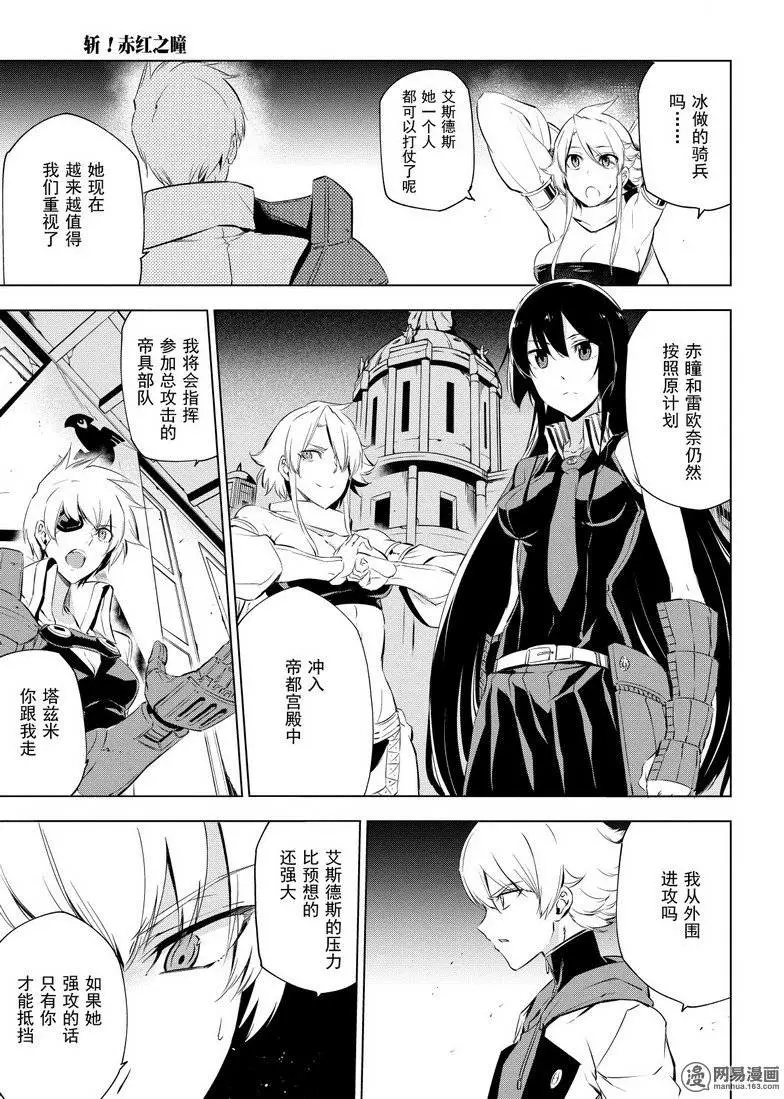 斩！赤红之瞳
冰做的骑兵
吗……
艾斯德斯
她一个人
都可以打仗了呢
她现在
越来越值得
我们重视了
赤瞳和雷欧奈仍然
按照原计划
冲入
帝都宫殿中
我将会指挥
参加总攻击的
帝具部队
塔兹米
你跟我走
我从外围
进攻吗
艾斯德斯的压力
比预想的
还强大
如果她
强攻的话
只有你
才能抵挡
漫 网易漫画
manhua.163.com